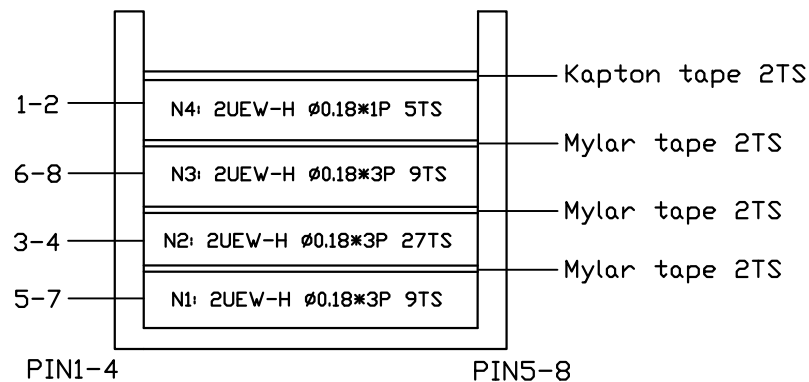 Kapton tape 2TS
1-2
N4: 2UEW-H Ø0.18*1P 5TS
Mylar tape 2TS
6-8
N3: 2UEW-H Ø0.18*3P 9TS
Mylar tape 2TS
3-4
N2: 2UEW-H Ø0.18*3P 27TS
Mylar tape 2TS
5-7
N1: 2UEW-H Ø0.18*3P 9TS
PIN1-4
PIN5-8